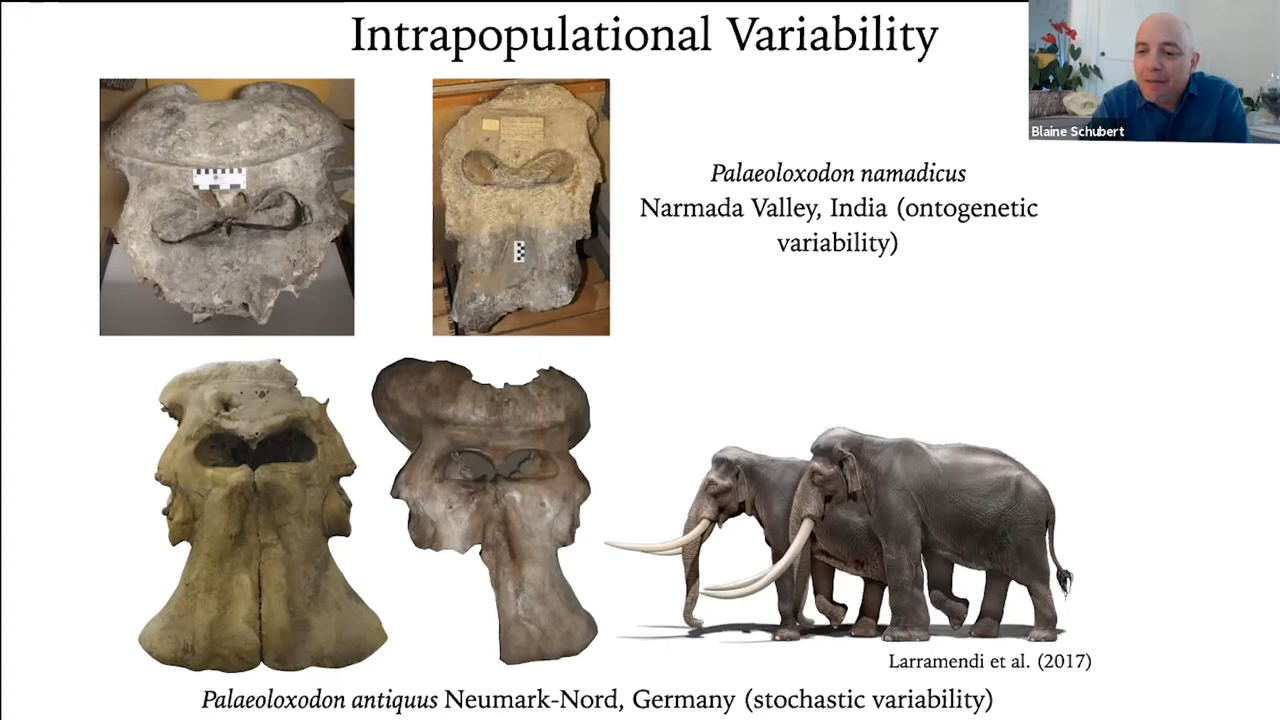 Intrapopulational Variability
Blaine Schubert
Palaeoloxodon namadicus
Narmada Valley, India (ontogenetic
variability)
Larramendi et al. (2017)
Palaeoloxodon antiquus Neumark-Nord, Germany (stochastic variability)